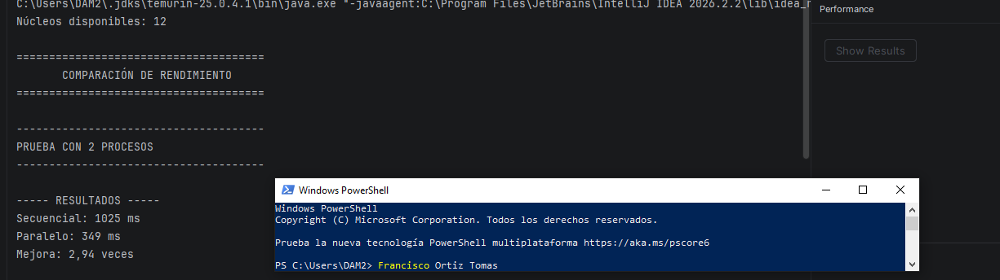 C:\Users\DAM2\.jdks\temurin-25.0.4.1\bin\java.exe "-javaagent:C:\Program Files\JetBrains\IntelliJ IDEA 2026.2.2\lib\idea_r
Núcleos disponibles: 12
======================================
COMPARACIÓN DE RENDIMIENTO
======================================
--------------------------------------
PRUEBA CON 2 PROCESOS
--------------------------------------
----- RESULTADOS -----
Secuencial: 1025 ms
Paralelo: 349 ms
Mejora: 2,94 veces
Performance
Show Results
Windows PowerShell
Windows PowerShell
Copyright (C) Microsoft Corporation. Todos los derechos reservados.
Prueba la nueva tecnología PowerShell multiplataforma https://aka.ms/pscore6
PS C:\Users\DAM2> Francisco Ortiz Tomas